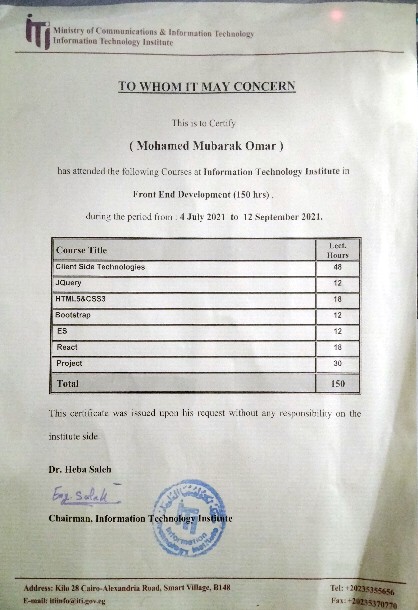 iTi
Ministry of Communications & Information Technology
Information Technology Institute
TO WHOM IT MAY CONCERN
This is to Certify
( Mohamed Mubarak Omar )
has attended the following Courses at Information Technology Institute in
Front End Development (150 hrs) .
during the period from : 4 July 2021 to 12 September 2021.
Course Title Lect. Hours
Client Side Technologies 48
JQuery 12
HTML5&CSS3 18
Bootstrap 12
ES 12
React 18
Project 30
Total 150
This certificate was issued upon his request without any responsibility on the
institute side.
Dr. Heba Saleh
Chairman, Information Technology Institute
Address: Kilo 28 Cairo-Alexandria Road, Smart Village, B148 Tel: +20235355656
E-mail: itiinfo@iti.gov.eg Fax: +20235370770